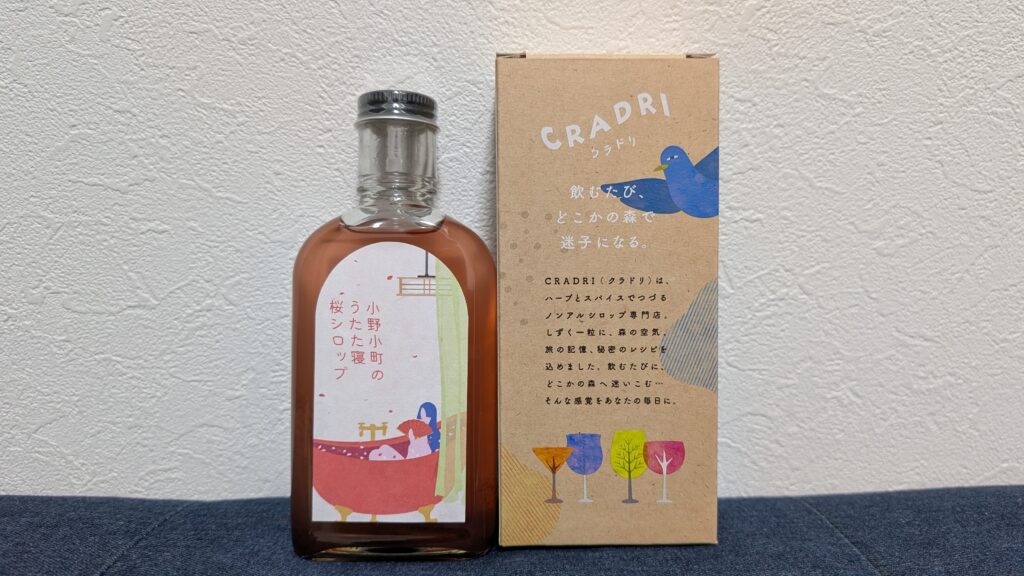 小野小町の
うたた寝
桜シロップ
CRADRI
クラドリ
飲むたび、
どこかの森で
迷子になる。
CRADRI(クラドリ)は、
ハーブとスパイスでつづる
ノンアルシロップ専門店。
しずく一粒に、森の空気、
旅の記憶、秘密のレシピを
込めました。飲むたびに、
どこかの森へ迷いこむ…
そんな感覚をあなたの毎日に。